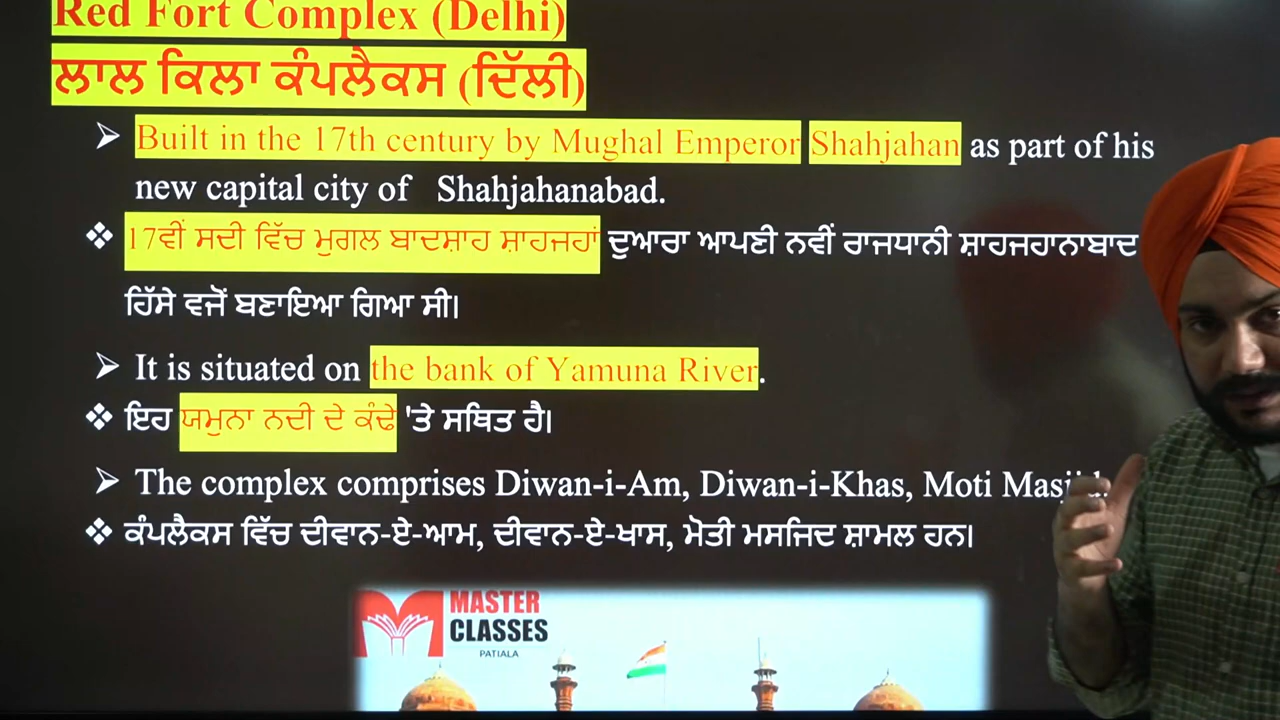 Red Fort Complex (Delhi)
ਲਾਲ ਕਿਲਾ ਕੰਪਲੈਕਸ (ਦਿੱਲੀ)
➢ Built in the 17th century by Mughal Emperor Shahjahan as part of his
new capital city of Shahjahanabad.
❖ 17ਵੀਂ ਸਦੀ ਵਿੱਚ ਮੁਗਲ ਬਾਦਸ਼ਾਹ ਸ਼ਾਹਜਹਾਂ ਦੁਆਰਾ ਆਪਣੀ ਨਵੀਂ ਰਾਜਧਾਨੀ ਸ਼ਾਹਜਹਾਨਾਬਾਦ
ਹਿੱਸੇ ਵਜੋਂ ਬਣਾਇਆ ਗਿਆ ਸੀ।
➢ It is situated on the bank of Yamuna River.
❖ ਇਹ ਯਮੁਨਾ ਨਦੀ ਦੇ ਕੰਢੇ 'ਤੇ ਸਥਿਤ ਹੈ।
➢ The complex comprises Diwan-i-Am, Diwan-i-Khas, Moti Masjid.
❖ ਕੰਪਲੈਕਸ ਵਿੱਚ ਦੀਵਾਨ-ਏ-ਆਮ, ਦੀਵਾਨ-ਏ-ਖਾਸ, ਮੋਤੀ ਮਸਜਿਦ ਸ਼ਾਮਲ ਹਨ।
MASTER
CLASSES
PATIALA